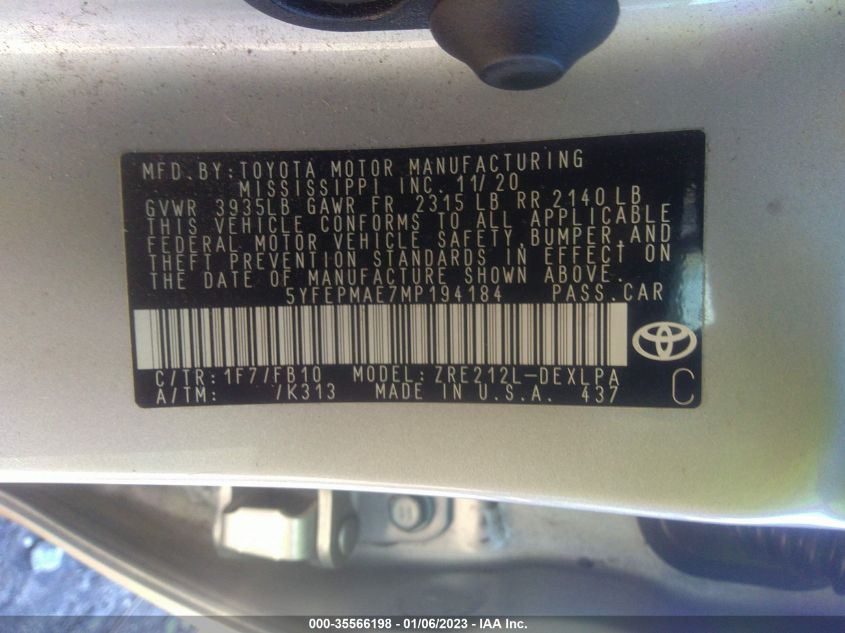 MFD.BY:TOYOTA MOTOR MANUFACTURING
MISSISSIPPI INC. 11/20
GVWR 3935LB GAWR FR 2315 LB RR 2140 LB
THIS VEHICLE CONFORMS TO ALL APPLICABLE
FEDERAL MOTOR VEHICLE SAFETY,BUMPER,AND
THEFT PREVENTION STANDARDS IN EFFECT ON
THE DATE OF MANUFACTURE SHOWN ABOVE.
5YFEPMAE7MP194184 PASS.CAR
C/TR:1F7/FB10 MODEL:ZRE212L-DEXLPA
A/TM: /K313 MADE IN U.S.A. 437 C
000-35566198 - 01/06/2023 - IAA Inc.